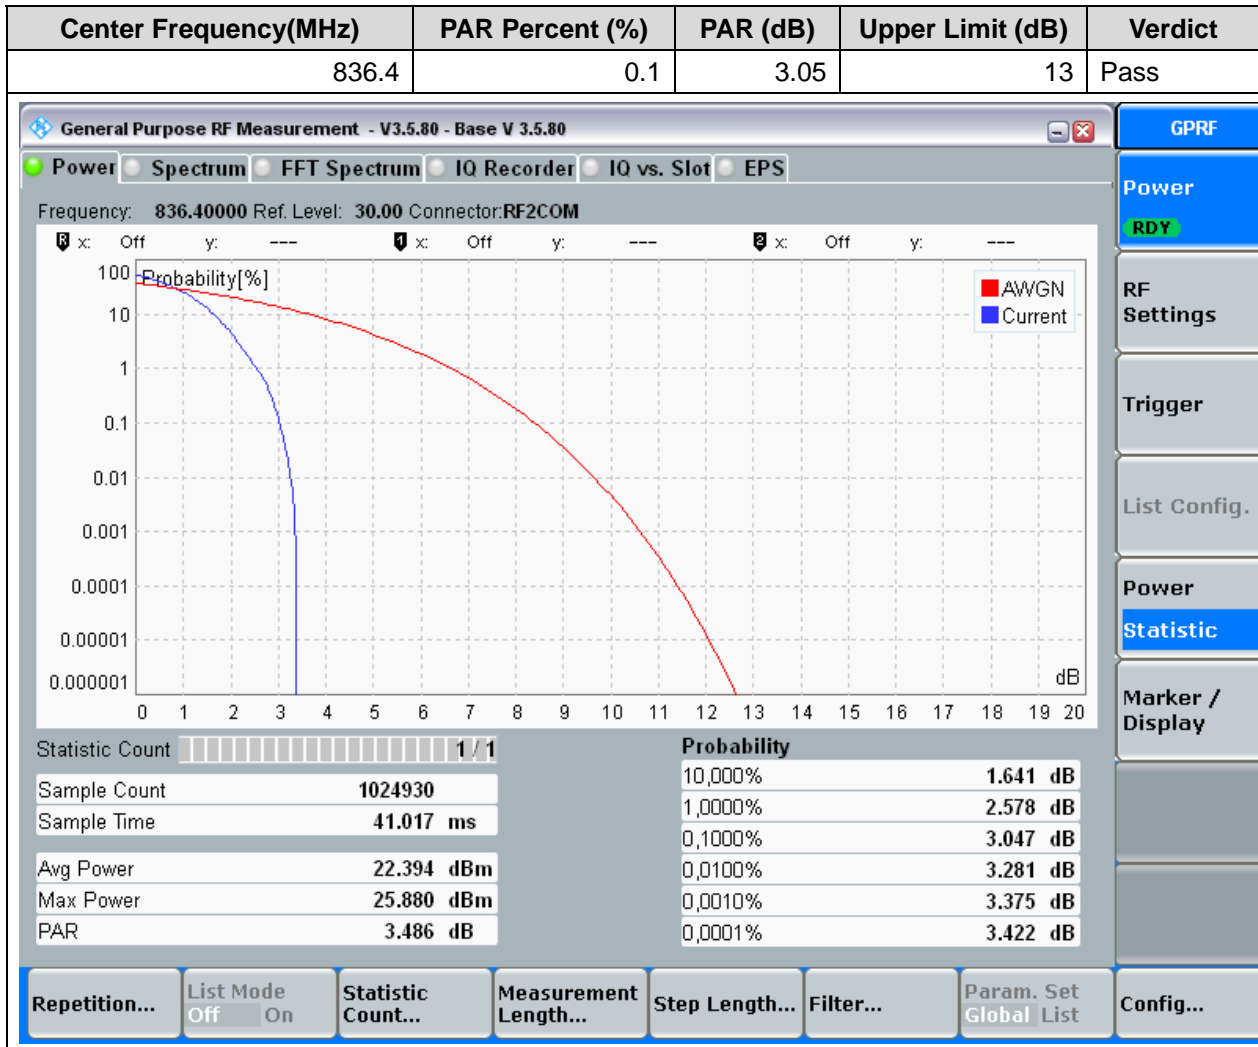 Center Frequency(MHz) PAR Percent (%) PAR (dB) Upper Limit (dB) Verdict
836.4 0.1 3.05 13 Pass
General Purpose RF Measurement - V3.5.80 - Base V 3.5.80
GPRF
Power Spectrum FFT Spectrum IQ Recorder IQ vs. Slot EPS
Power
RDY
Frequency: 836.40000 Ref. Level: 30.00 Connector:RF2COM
R x: Off y: --- 1 x: Off y: --- 2 x: Off y: ---
Probability[%]
AWGN
Current
100
10
1
0.1
0.01
0.001
0.0001
0.00001
0.000001
dB
0 1 2 3 4 5 6 7 8 9 10 11 12 13 14 15 16 17 18 19 20
RF
Settings
Trigger
List Config.
Power
Statistic
Marker /
Display
Statistic Count 1 / 1
Sample Count 1024930
Sample Time 41.017 ms
Avg Power 22.394 dBm
Max Power 25.880 dBm
PAR 3.486 dB
Probability
10,000% 1.641 dB
1,0000% 2.578 dB
0,1000% 3.047 dB
0,0100% 3.281 dB
0,0010% 3.375 dB
0,0001% 3.422 dB
Repetition...
List Mode
Off On
Statistic
Count...
Measurement
Length...
Step Length...
Filter...
Param. Set
Global List
Config...